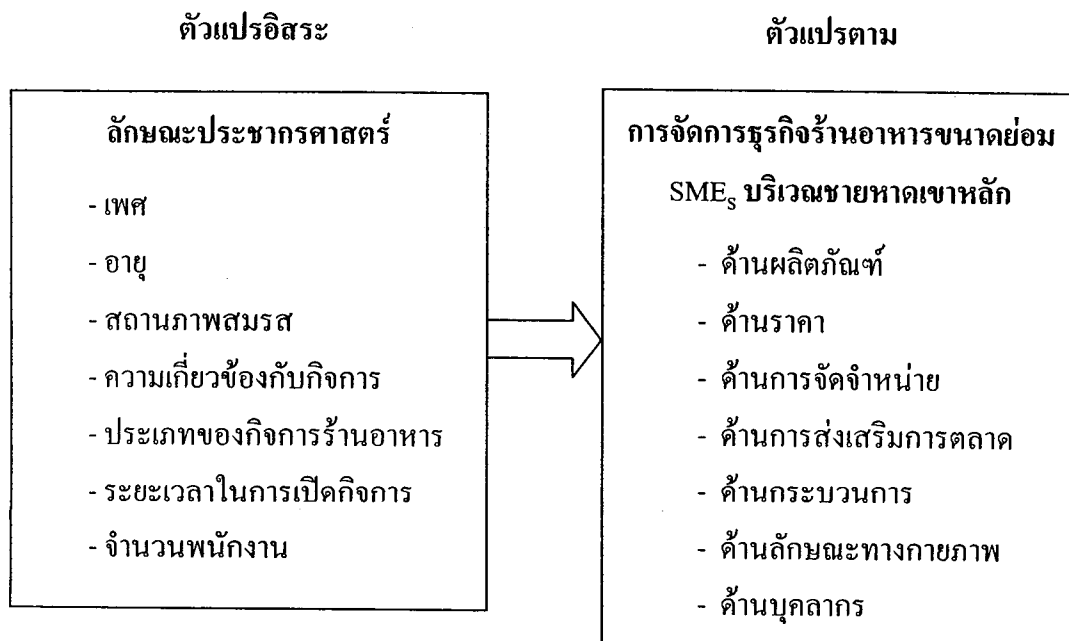 ตัวแปรอิสระ
ลักษณะประชากรศาสตร์
- เพศ
- อายุ
- สถานภาพสมรส
- ความเกี่ยวข้องกับกิจการ
- ประเภทของกิจการร้านอาหาร
- ระยะเวลาในการเปิดกิจการ
- จำนวนพนักงาน
ตัวแปรตาม
การจัดการธุรกิจร้านอาหารขนาดย่อม
SMEs บริเวณชายหาดเขาหลัก
- ด้านผลิตภัณฑ์
- ด้านราคา
- ด้านการจัดจำหน่าย
- ด้านการส่งเสริมการตลาด
- ด้านกระบวนการ
- ด้านลักษณะทางกายภาพ
- ด้านบุคลากร